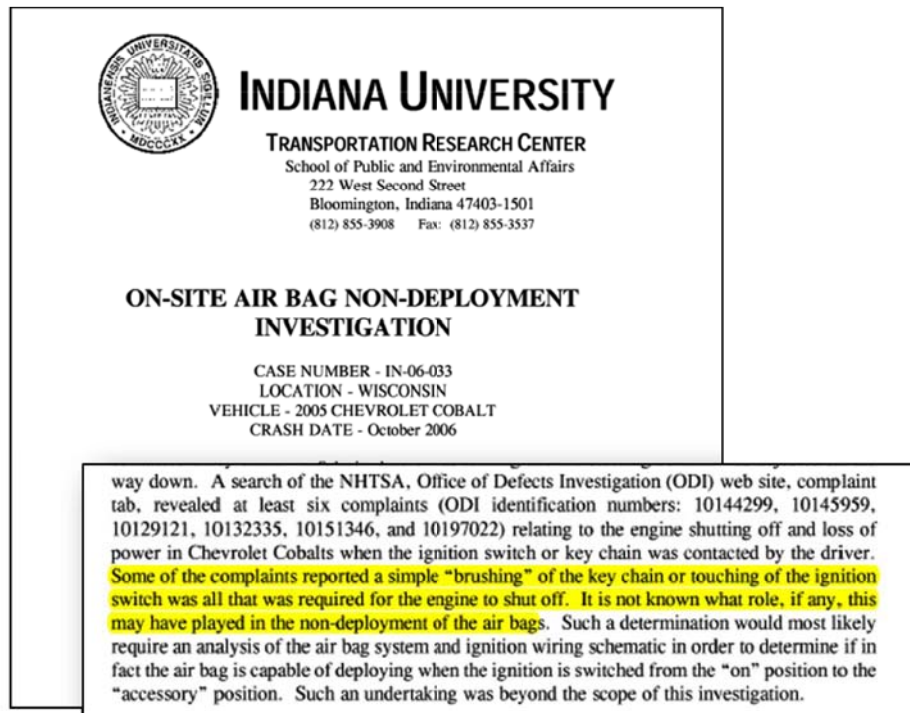 INDIANENSIS UNIVERSITATIS SIGILLUM
MDCCCXX
INDIANA UNIVERSITY
TRANSPORTATION RESEARCH CENTER
School of Public and Environmental Affairs
222 West Second Street
Bloomington, Indiana 47403-1501
(812) 855-3908 Fax: (812) 855-3537
ON-SITE AIR BAG NON-DEPLOYMENT
INVESTIGATION
CASE NUMBER - IN-06-033
LOCATION - WISCONSIN
VEHICLE - 2005 CHEVROLET COBALT
CRASH DATE - October 2006
way down. A search of the NHTSA, Office of Defects Investigation (ODI) web site, complaint
tab, revealed at least six complaints (ODI identification numbers: 10144299, 10145959,
10129121, 10132335, 10151346, and 10197022) relating to the engine shutting off and loss of
power in Chevrolet Cobalts when the ignition switch or key chain was contacted by the driver.
Some of the complaints reported a simple “brushing” of the key chain or touching of the ignition
switch was all that was required for the engine to shut off. It is not known what role, if any, this
may have played in the non-deployment of the air bags. Such a determination would most likely
require an analysis of the air bag system and ignition wiring schematic in order to determine if in
fact the air bag is capable of deploying when the ignition is switched from the “on” position to the
“accessory” position. Such an undertaking was beyond the scope of this investigation.